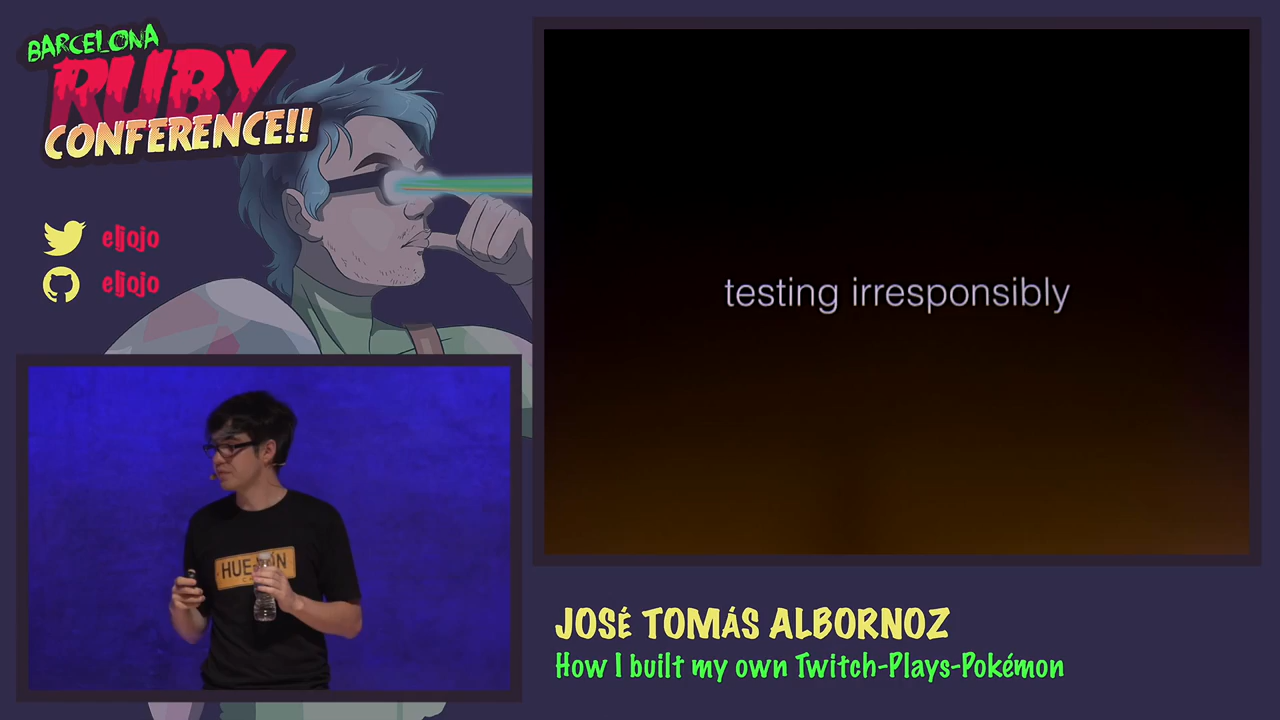 BARCELONA
RUBY
CONFERENCE!!
eljojo
eljojo
testing irresponsibly
JOSÉ TOMÁS ALBORNOZ
How I built my own Twitch-Plays-Pokémon